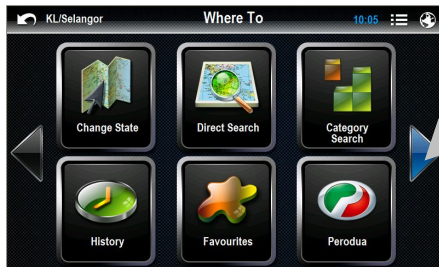 KL/Selangor
Where To
10:05
Change State
Direct Search
Category
Search
History
Favourites
Perodua